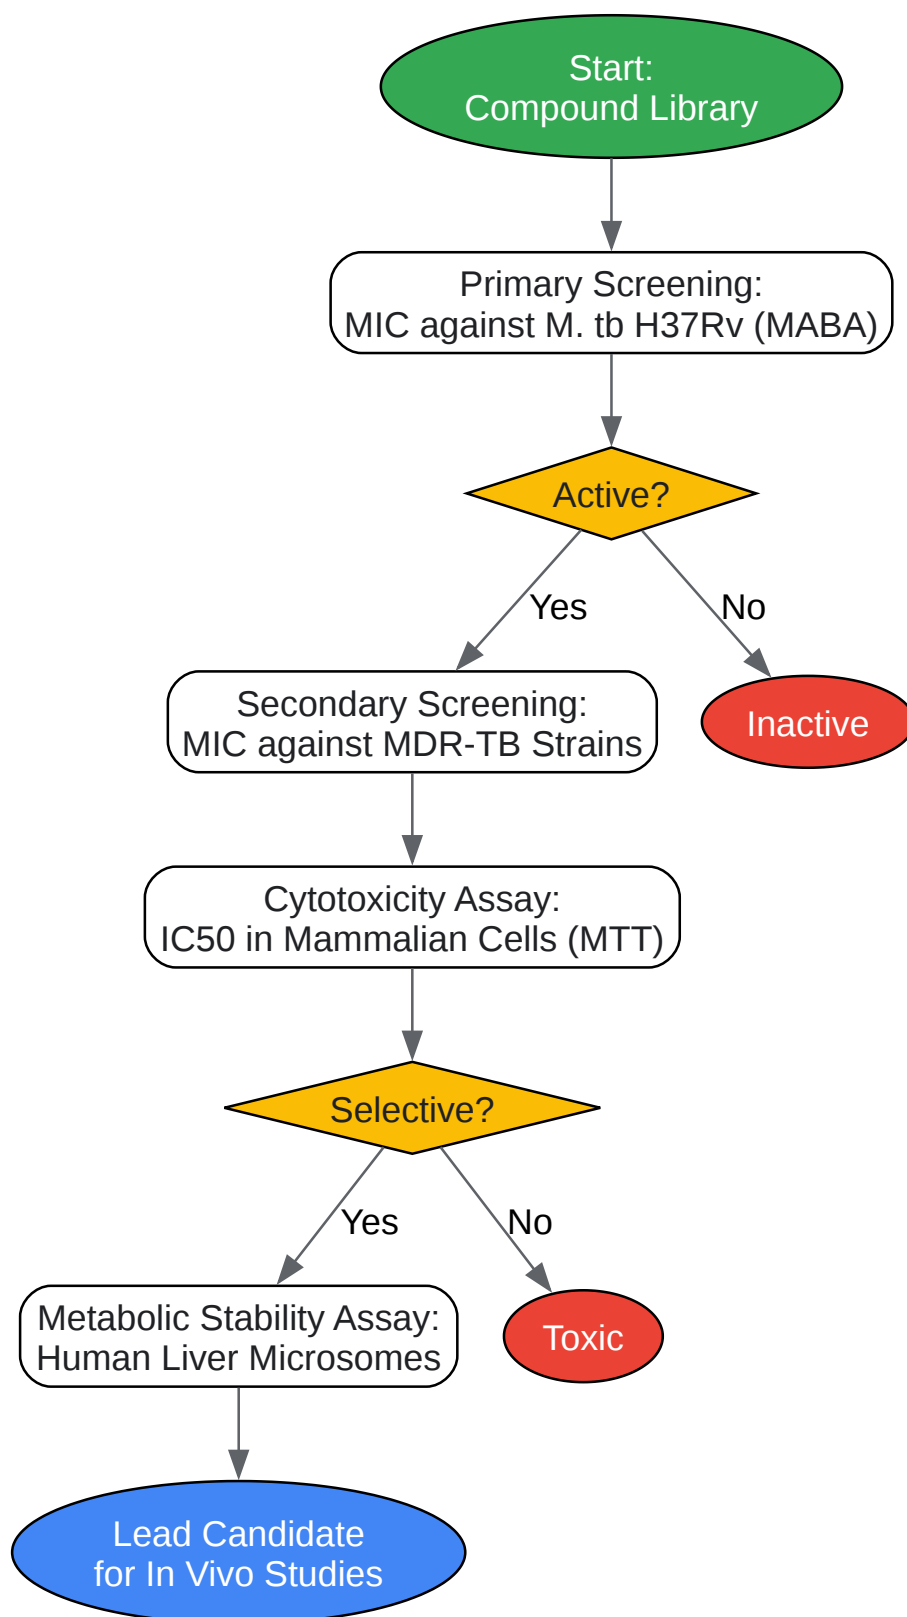 Start:
Compound Library
Primary Screening:
MIC against M. tb H37Rv (MABA)
Active?
Yes
No
Secondary Screening:
MIC against MDR-TB Strains
Inactive
Cytotoxicity Assay:
IC50 in Mammalian Cells (MTT)
Selective?
Yes
No
Metabolic Stability Assay:
Human Liver Microsomes
Toxic
Lead Candidate
for In Vivo Studies